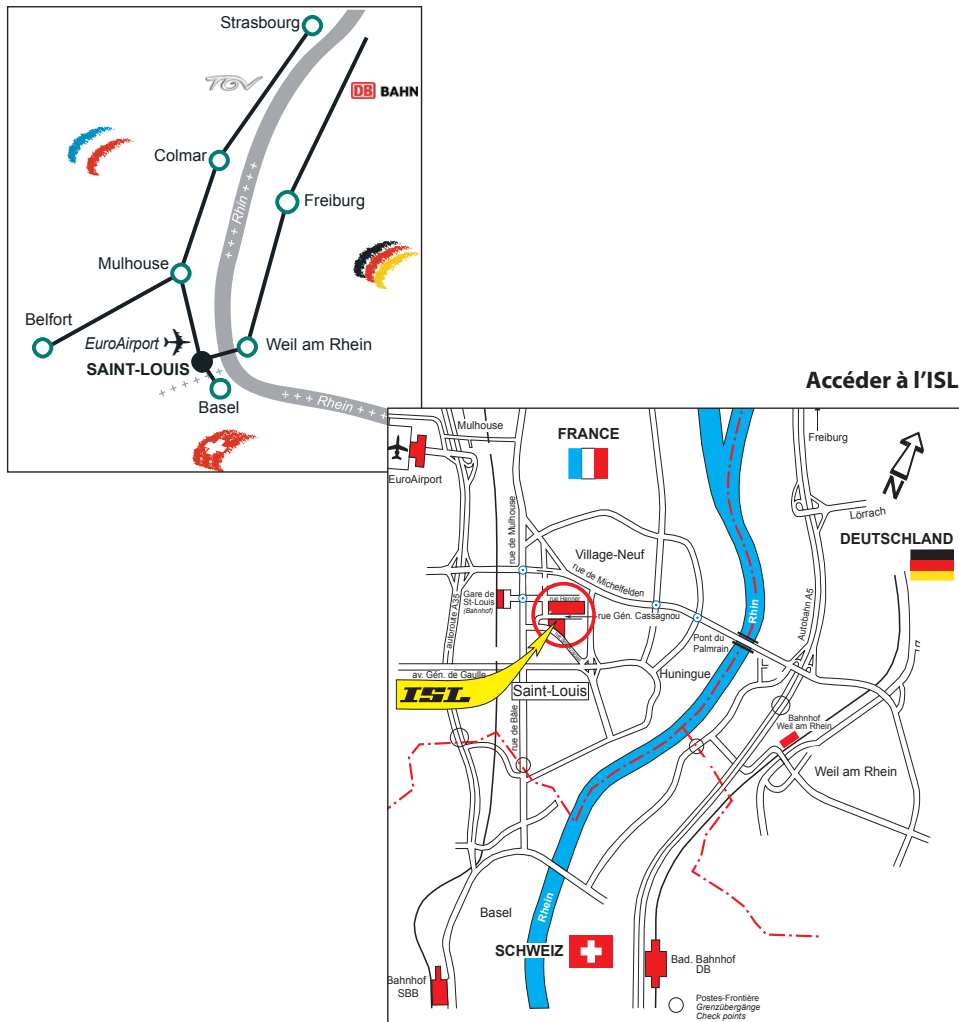 Strasbourg
TGV
DB BAHN
Colmar
+ + + Rhin + + +
Freiburg
Mulhouse
Belfort
EuroAirport
SAINT-LOUIS
Weil am Rhein
Basel
+ + + Rhein + + +
Accéder à l'ISL
Mulhouse
FRANCE
Freiburg
N
EuroAirport
Lörrach
DEUTSCHLAND
rue de Mulhouse
Village-Neuf
rue de Michelfelden
Gare de
St-Louis
(Bahnhof)
rue Henner
rue Gén. Cassagnou
autoroute A35
Rhin
Autobahn A5
Pont du
Palmrain
av. Gén. de Gaulle
Huningue
ISL
Saint-Louis
rue de Bâle
Bahnhof
Weil am Rhein
Weil am Rhein
Rhein
Basel
SCHWEIZ
Bahnhof
SBB
Bad. Bahnhof
DB
Postes-Frontière
Grenzübergänge
Check points